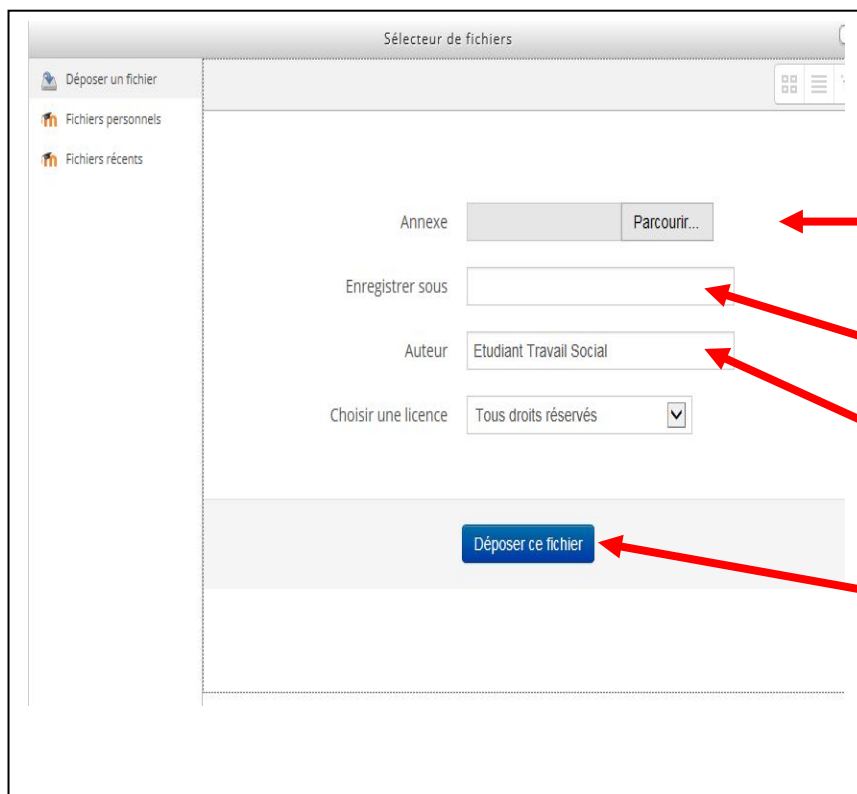 Sélecteur de fichiers
Déposer un fichier
Fichiers personnels
Fichiers récents
Annexe
Parcourir...
Enregistrer sous
Auteur
Etudiant Travail Social
Choisir une licence
Tous droits réservés
Déposer ce fichier